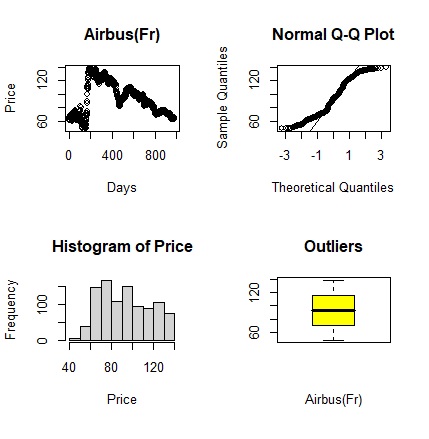 Airbus(Fr)
Price
60
120
0
400
800
Days
Normal Q-Q Plot
Sample Quantiles
60
120
-3
-1
1
3
Theoretical Quantiles
Histogram of Price
Frequency
0
100
40
80
120
Price
Outliers
60
120
Airbus(Fr)